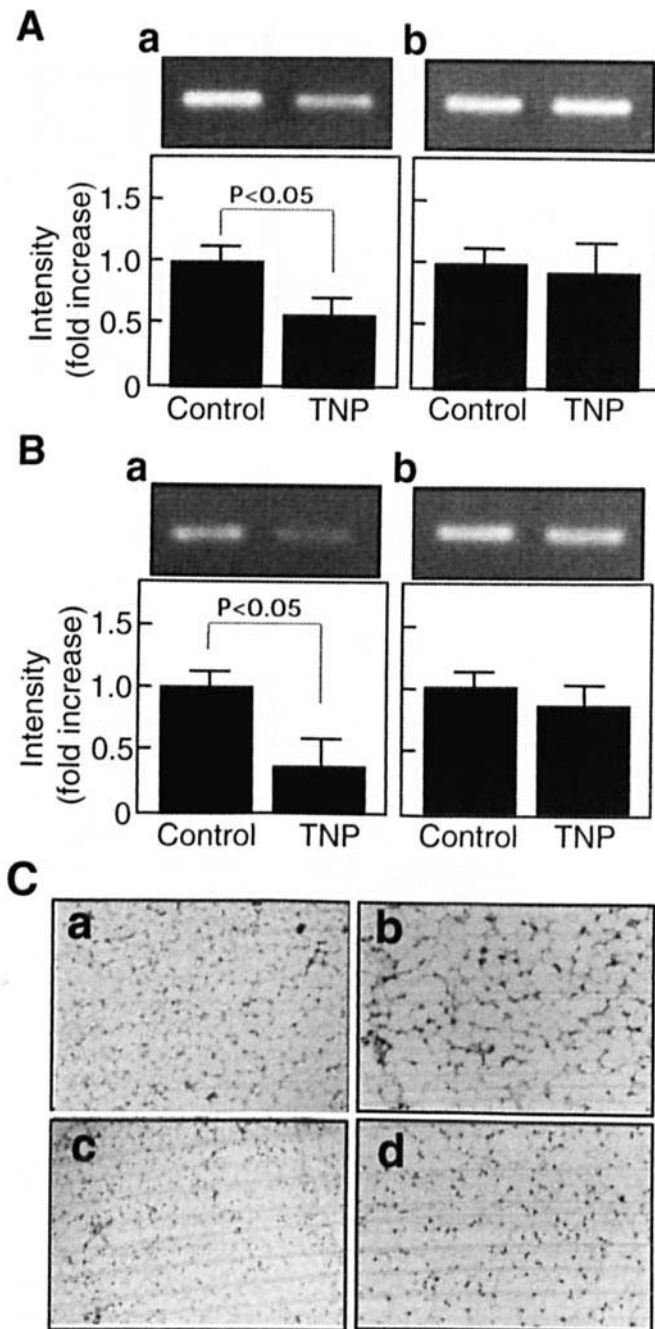 A
a
b
P<0.05
1.5
1.0
0.5
0
Intensity
(fold increase)
Control TNP
Control TNP
B
a
b
P<0.05
1.5
1.0
0.5
0
Intensity
(fold increase)
Control TNP
Control TNP
C
a
b
c
d